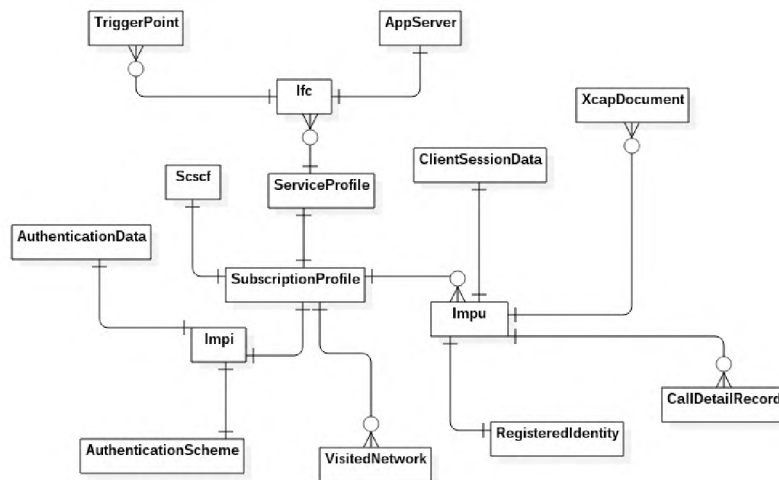 TriggerPoint
AppServer
Ifc
XcapDocument
ClientSessionData
Scscf
ServiceProfile
AuthenticationData
SubscriptionProfile
Impu
Impi
CallDetailRecord
AuthenticationScheme
VisitedNetwork
RegisteredIdentity